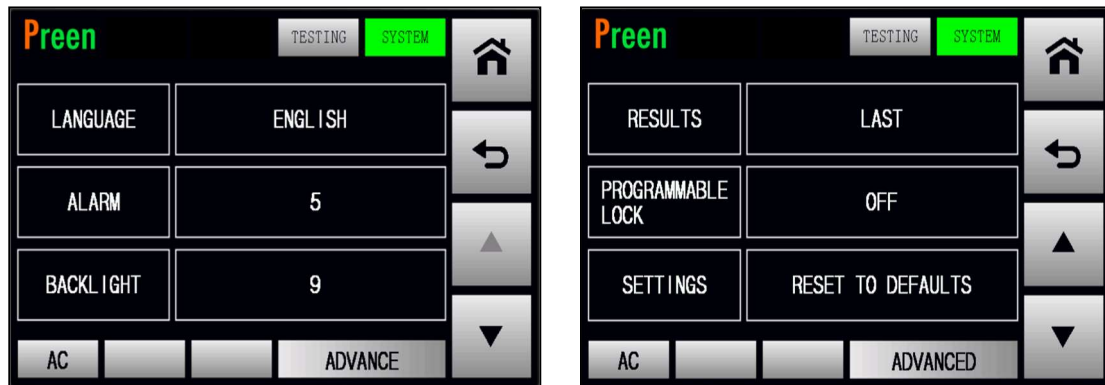 Preen TESTING SYSTEM
LANGUAGE ENGLISH
ALARM 5
BACKLIGHT 9
AC ADVANCE
Preen TESTING SYSTEM
RESULTS LAST
PROGRAMMABLE
LOCK OFF
SETTINGS RESET TO DEFAULTS
AC ADVANCED